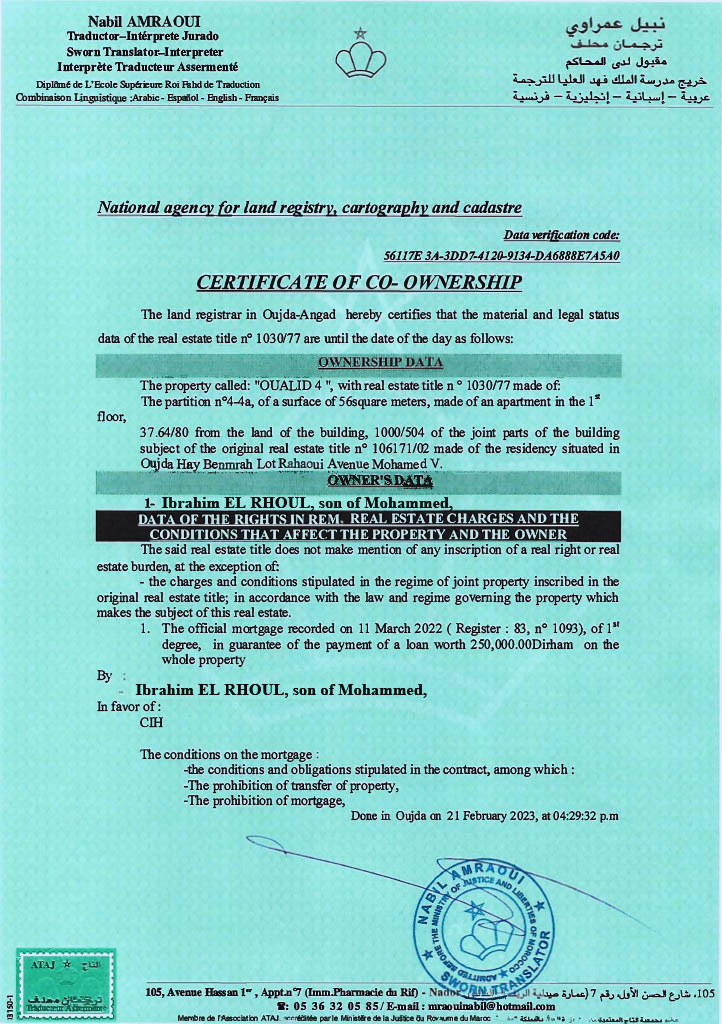 Nabil AMRAOUI
Traductor–Intérprete Jurado
Sworn Translator–Interpreter
Interprète Traducteur Assermenté
Diplômé de L'Ecole Supérieure Roi Fahd de Traduction
Combinaison Linguistique :Arabic - Español - English - Français
نبيل عمراوي
ترجمان محلف
مقبول لدى المحاكم
خريج مدرسة الملك فهد العليا للترجمة
عربية – إسبانية – إنجليزية – فرنسية
National agency for land registry, cartography and cadastre
Data verification code:
56117E 3A-3DD7-4120-9134-DA6888E7A5A0
CERTIFICATE OF CO- OWNERSHIP
The land registrar in Oujda-Angad hereby certifies that the material and legal status
data of the real estate title n° 1030/77 are until the date of the day as follows:
OWNERSHIP DATA
The property called: "OUALID 4 ", with real estate title n ° 1030/77 made of:
The partition n°4-4a, of a surface of 56square meters, made of an apartment in the 1st
floor,
37.64/80 from the land of the building, 1000/504 of the joint parts of the building
subject of the original real estate title n° 106171/02 made of the residency situated in
Oujda Hay Benmrah Lot Rahaoui Avenue Mohamed V.
OWNER'S DATA
1- Ibrahim EL RHOUL, son of Mohammed,
DATA OF THE RIGHTS IN REM. REAL ESTATE CHARGES AND THE
CONDITIONS THAT AFFECT THE PROPERTY AND THE OWNER
The said real estate title does not make mention of any inscription of a real right or real
estate burden, at the exception of:
- the charges and conditions stipulated in the regime of joint property inscribed in the
original real estate title; in accordance with the law and regime governing the property which
makes the subject of this real estate.
1. The official mortgage recorded on 11 March 2022 ( Register : 83, n° 1093), of 1st
degree, in guarantee of the payment of a loan worth 250,000.00Dirham on the
whole property
By :
- Ibrahim EL RHOUL, son of Mohammed,
In favor of :
CIH
The conditions on the mortgage :
-the conditions and obligations stipulated in the contract, among which :
-The prohibition of transfer of property,
-The prohibition of mortgage,
Done in Oujda on 21 February 2023, at 04:29:32 p.m
NABIL AMRAOUI
SWORN TRANSLATOR
ADMITTED BEFORE THE MINISTRY OF JUSTICE AND LIBERTIES OF MOROCCO
ATAJ التاج
ترجمان محلف
Traducteur Assermenté
B150-1
105, Avenue Hassan 1er , Appt.n°7 (Imm.Pharmacie du Rif) - Nador
105، شارع الحسن الأول رقم 7 (عمارة صيدلية
☎: 05 36 32 05 85 / E-mail : mraouinabil@hotmail.com
Membre de l'Association ATAJ. accréditée par le Ministère de la Justice du Royaume du Maroc